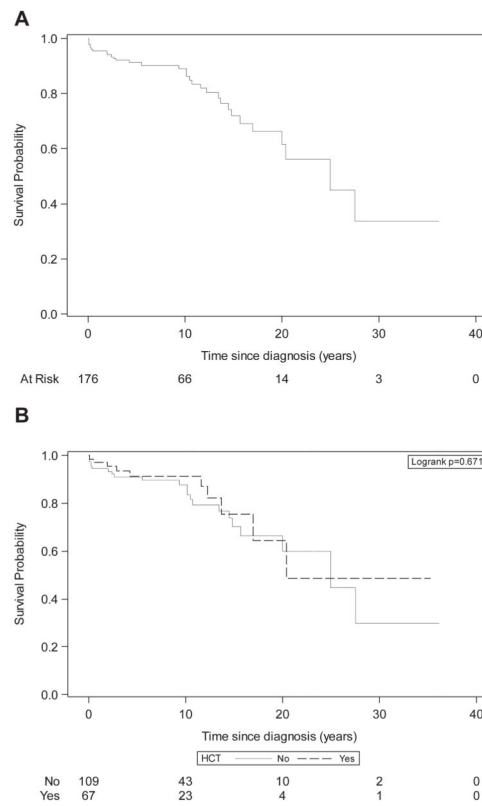 A
1.0
0.8
0.6
0.4
0.2
0.0
Survival Probability
0 10 20 30 40
Time since diagnosis (years)
At Risk 176 66 14 3 0
B
Logrank p=0.671
1.0
0.8
0.6
0.4
0.2
0.0
Survival Probability
0 10 20 30 40
Time since diagnosis (years)
HCT No Yes
No 109 43 10 2 0
Yes 67 23 4 1 0